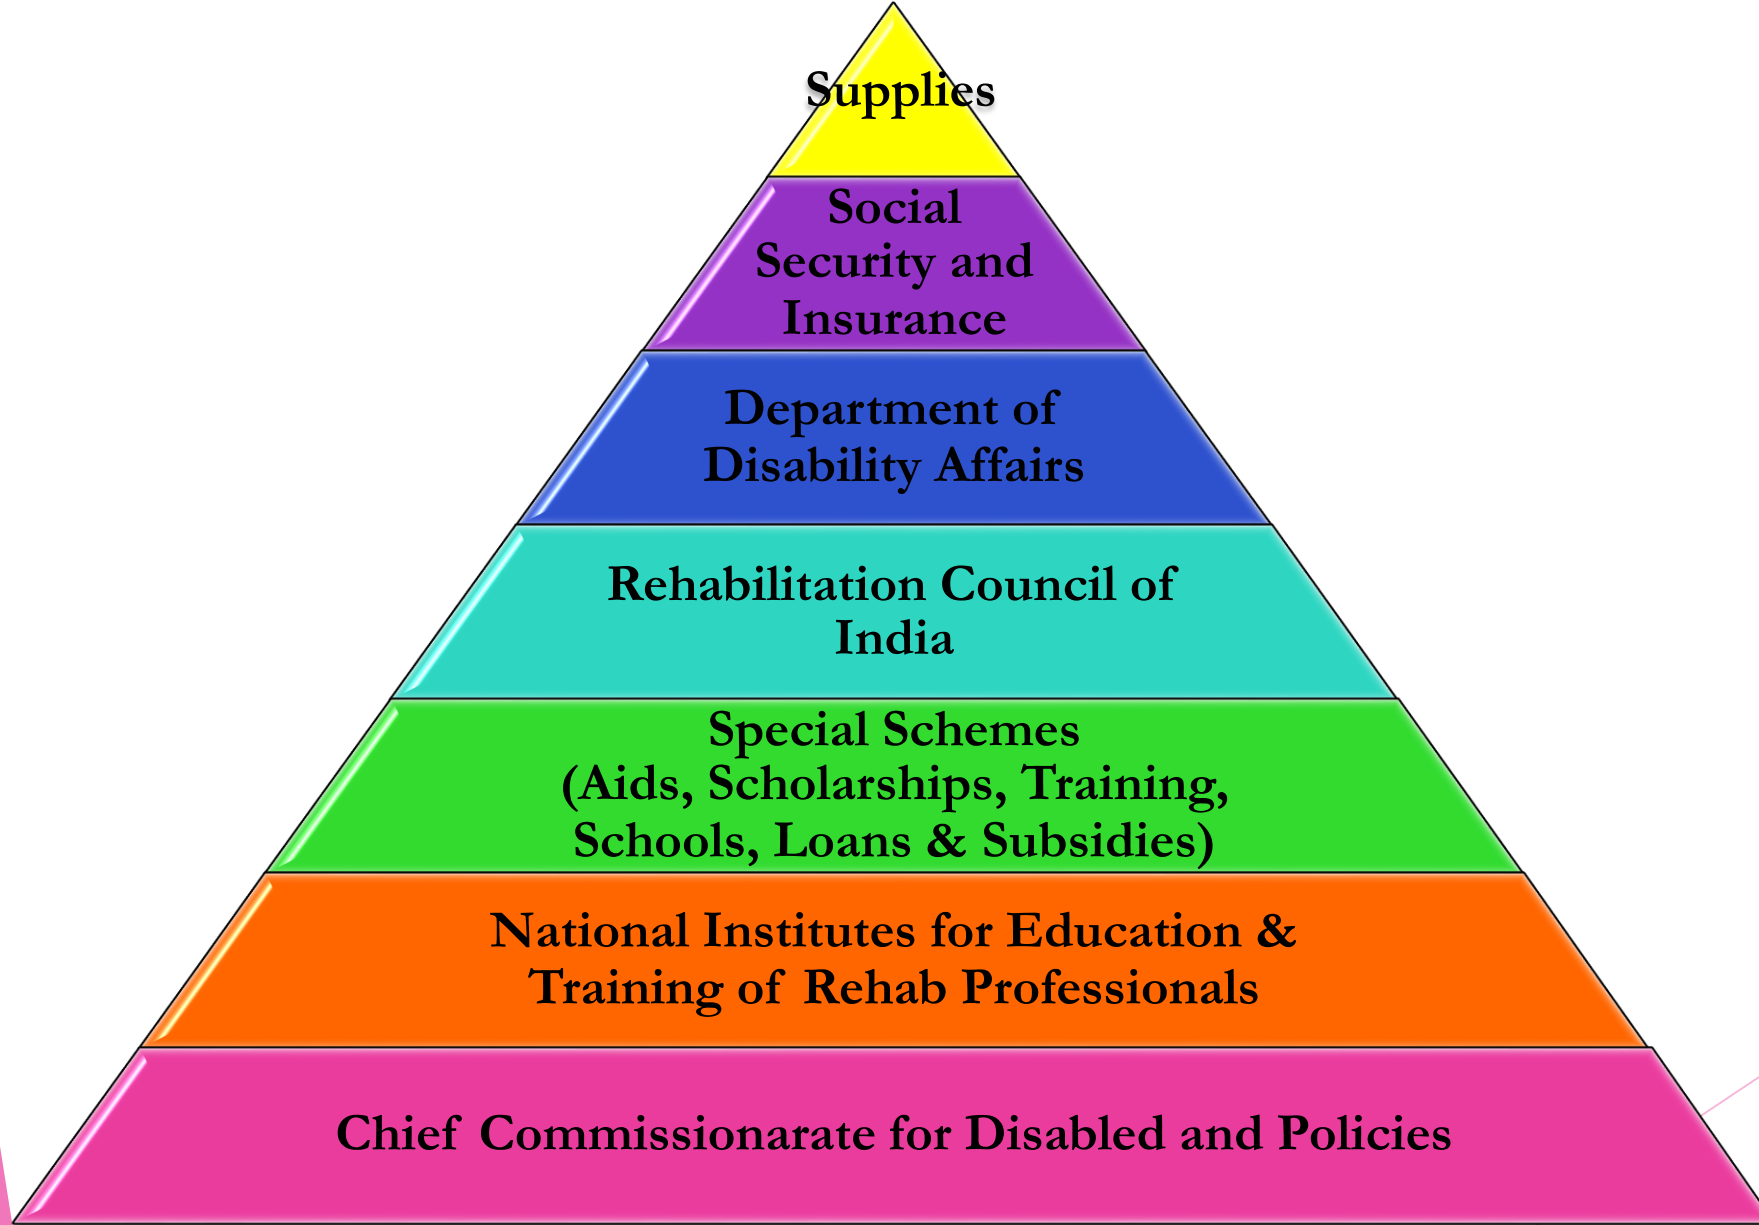 Supplies
Social
Security and
Insurance
Department of
Disability Affairs
Rehabilitation Council of
India
Special Schemes
(Aids, Scholarships, Training,
Schools, Loans & Subsidies)
National Institutes for Education &
Training of Rehab Professionals
Chief Commissionarate for Disabled and Policies